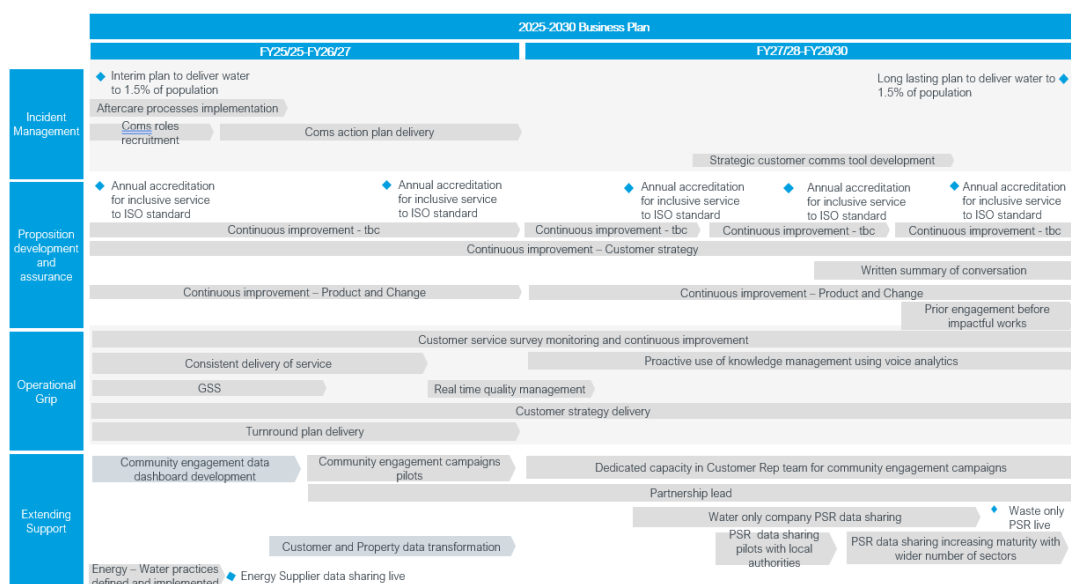 2025-2030 Business Plan
FY25/25-FY26/27
FY27/28-FY29/30
Incident
Management
Interim plan to deliver water
to 1.5% of population
Long lasting plan to deliver water to
1.5% of population
Aftercare processes implementation
Coms roles
recruitment
Coms action plan delivery
Strategic customer comms tool development
Proposition
development
and
assurance
Annual accreditation
for inclusive service
to ISO standard
Annual accreditation
for inclusive service
to ISO standard
Annual accreditation
for inclusive service
to ISO standard
Annual accreditation
for inclusive service
to ISO standard
Annual accreditation
for inclusive service
to ISO standard
Continuous improvement - tbc
Continuous improvement - tbc
Continuous improvement - tbc
Continuous improvement - tbc
Continuous improvement – Customer strategy
Written summary of conversation
Continuous improvement – Product and Change
Continuous improvement – Product and Change
Prior engagement before
impactful works
Operational
Grip
Customer service survey monitoring and continuous improvement
Consistent delivery of service
Proactive use of knowledge management using voice analytics
GSS
Real time quality management
Customer strategy delivery
Turnround plan delivery
Extending
Support
Community engagement data
dashboard development
Community engagement campaigns
pilots
Dedicated capacity in Customer Rep team for community engagement campaigns
Partnership lead
Water only company PSR data sharing
Waste only
PSR live
Customer and Property data transformation
PSR data sharing
pilots with local
authorities
PSR data sharing increasing maturity with
wider number of sectors
Energy – Water practices
defined and implemented
Energy Supplier data sharing live